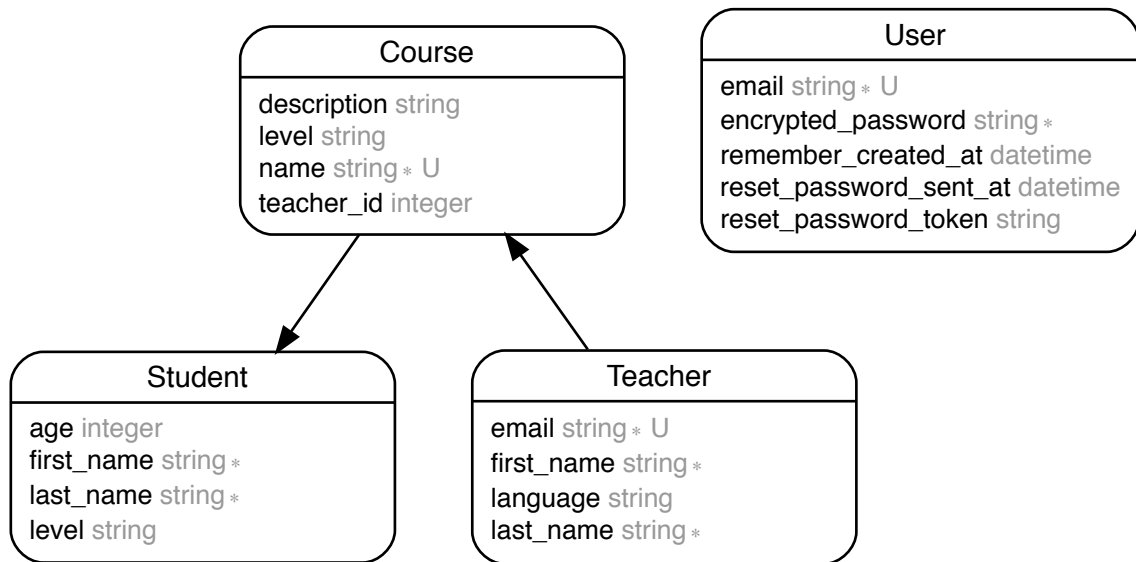 Course
description string
level string
name string* U
teacher_id integer
User
email string* U
encrypted_password string*
remember_created_at datetime
reset_password_sent_at datetime
reset_password_token string
Student
age integer
first_name string*
last_name string*
level string
Teacher
email string* U
first_name string*
language string
last_name string*